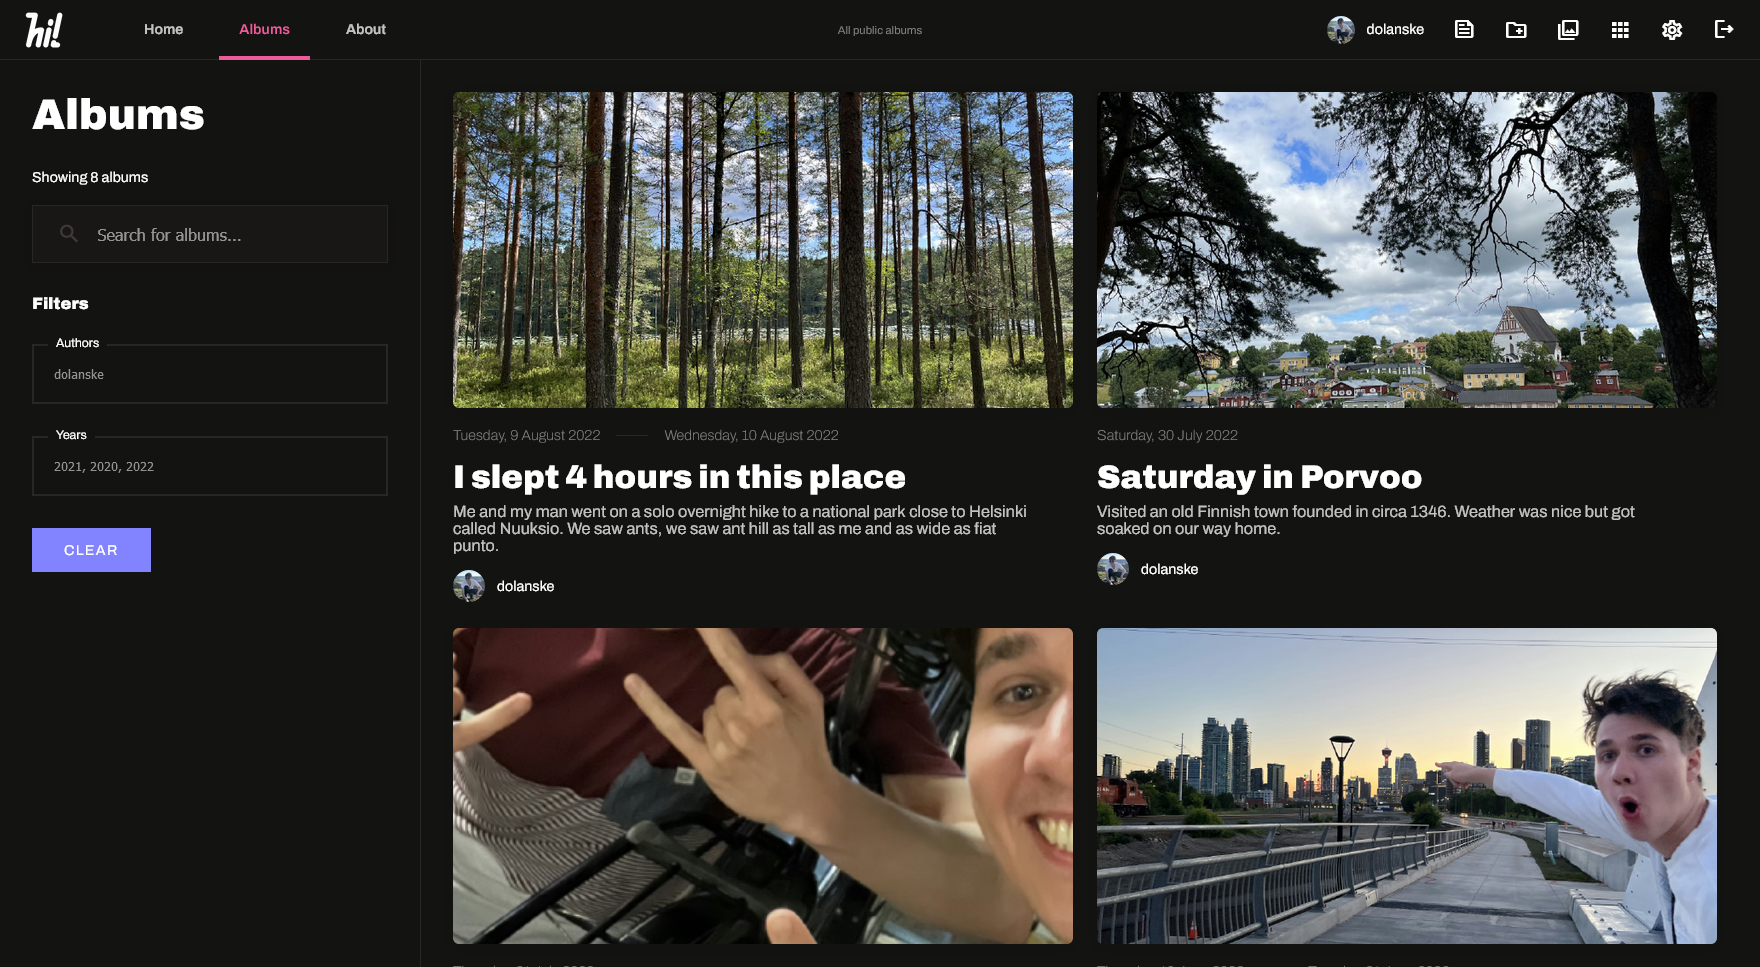 hi!
Home
Albums
About
All public albums
dolanske
Albums
Showing 8 albums
Search for albums...
Filters
Authors
dolanske
Years
2021, 2020, 2022
CLEAR
Tuesday, 9 August 2022
Wednesday, 10 August 2022
I slept 4 hours in this place
Me and my man went on a solo overnight hike to a national park close to Helsinki
called Nuuksio. We saw ants, we saw ant hill as tall as me and as wide as fiat
punto.
dolanske
Saturday, 30 July 2022
Saturday in Porvoo
Visited an old Finnish town founded in circa 1346. Weather was nice but got
soaked on our way home.
dolanske